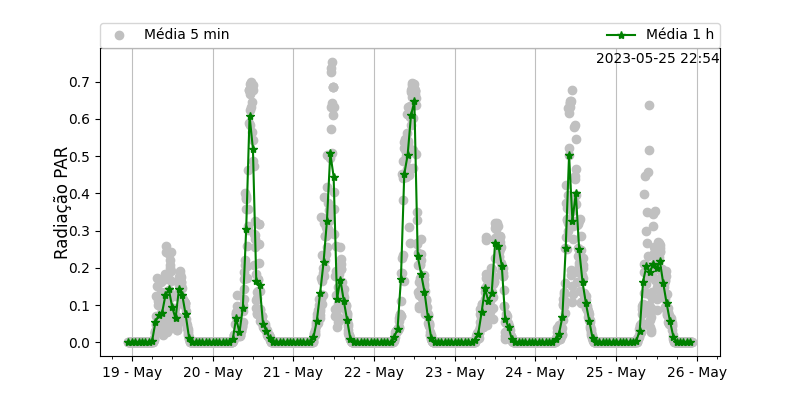 Média 5 min
Média 1 h
2023-05-25 22:54
Radiação PAR
0.7
0.6
0.5
0.4
0.3
0.2
0.1
0.0
19 - May
20 - May
21 - May
22 - May
23 - May
24 - May
25 - May
26 - May